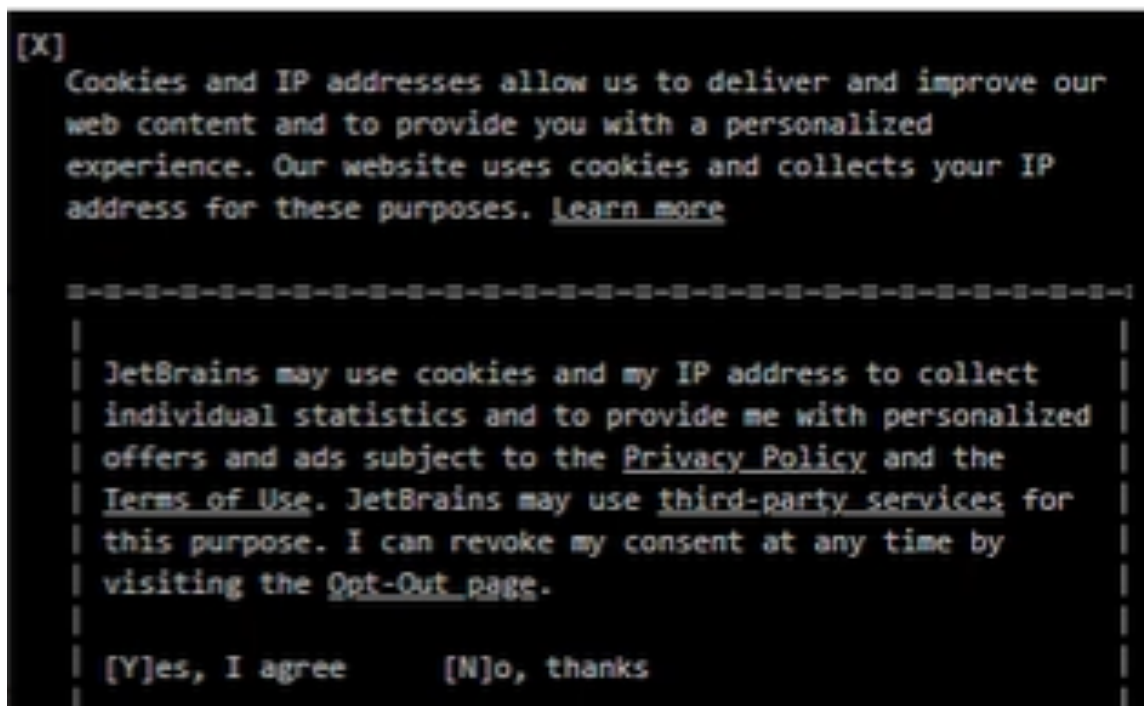 [X]
Cookies and IP addresses allow us to deliver and improve our
web content and to provide you with a personalized
experience. Our website uses cookies and collects your IP
address for these purposes. Learn more
JetBrains may use cookies and my IP address to collect
individual statistics and to provide me with personalized
offers and ads subject to the Privacy Policy and the
Terms of Use. JetBrains may use third-party services for
this purpose. I can revoke my consent at any time by
visiting the Opt-Out page.
[Y]es, I agree [N]o, thanks